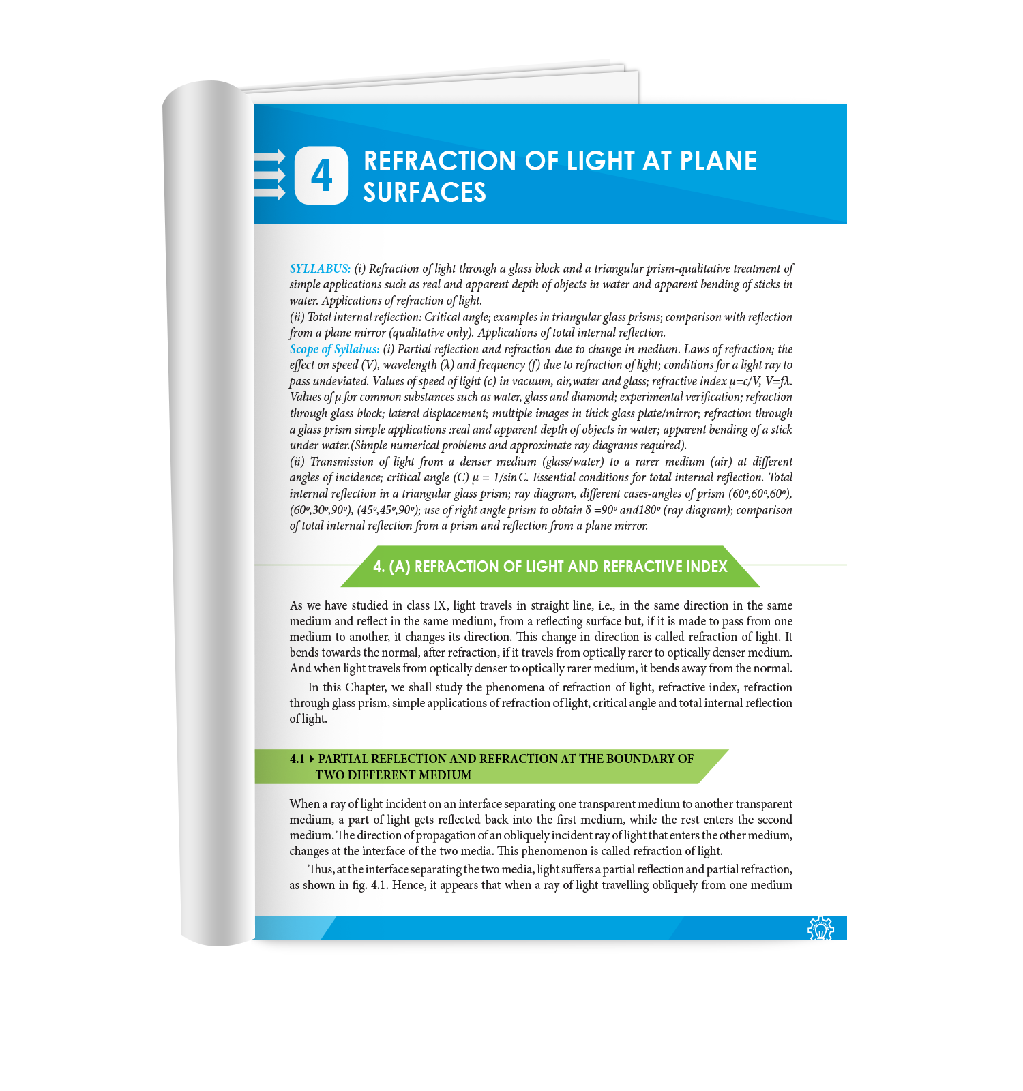 4
REFRACTION OF LIGHT AT PLANE
SURFACES
SYLLABUS: (i) Refraction of light through a glass block and a triangular prism-qualitative treatment of
simple applications such as real and apparent depth of objects in water and apparent bending of sticks in
water. Applications of refraction of light.
(ii) Total internal reflection: Critical angle; examples in triangular glass prisms; comparison with reflection
from a plane mirror (qualitative only). Applications of total internal reflection.
Scope of Syllabus: (i) Partial reflection and refraction due to change in medium. Laws of refraction; the
effect on speed (V), wavelength (λ) and frequency (f) due to refraction of light; conditions for a light ray to
pass undeviated. Values of speed of light (c) in vacuum, air,water and glass; refractive index μ=c/V, V=fλ.
Values of μ for common substances such as water, glass and diamond; experimental verification; refraction
through glass block; lateral displacement; multiple images in thick glass plate/mirror; refraction through
a glass prism simple applications :real and apparent depth of objects in water; apparent bending of a stick
under water.(Simple numerical problems and approximate ray diagrams required).
(ii) Transmission of light from a denser medium (glass/water) to a rarer medium (air) at different
angles of incidence; critical angle (C) μ = 1/sin C. Essential conditions for total internal reflection. Total
internal reflection in a triangular glass prism; ray diagram, different cases-angles of prism (60º,60º,60º),
(60º,30º,90º), (45º,45º,90º); use of right angle prism to obtain δ =90º and180º (ray diagram); comparison
of total internal reflection from a prism and reflection from a plane mirror.
4. (A) REFRACTION OF LIGHT AND REFRACTIVE INDEX
As we have studied in class IX, light travels in straight line, i.e., in the same direction in the same
medium and reflect in the same medium, from a reflecting surface but, if it is made to pass from one
medium to another, it changes its direction. This change in direction is called refraction of light. It
bends towards the normal, after refraction, if it travels from optically rarer to optically denser medium.
And when light travels from optically denser to optically rarer medium, it bends away from the normal.
In this Chapter, we shall study the phenomena of refraction of light, refractive index, refraction
through glass prism, simple applications of refraction of light, critical angle and total internal reflection
of light.
4.1 ▸ PARTIAL REFLECTION AND REFRACTION AT THE BOUNDARY OF
TWO DIFFERENT MEDIUM
When a ray of light incident on an interface separating one transparent medium to another transparent
medium, a part of light gets reflected back into the first medium, while the rest enters the second
medium. The direction of propagation of an obliquely incident ray of light that enters the other medium,
changes at the interface of the two media. This phenomenon is called refraction of light.
Thus, at the interface separating the two media, light suffers a partial reflection and partial refraction,
as shown in fig. 4.1. Hence, it appears that when a ray of light travelling obliquely from one medium